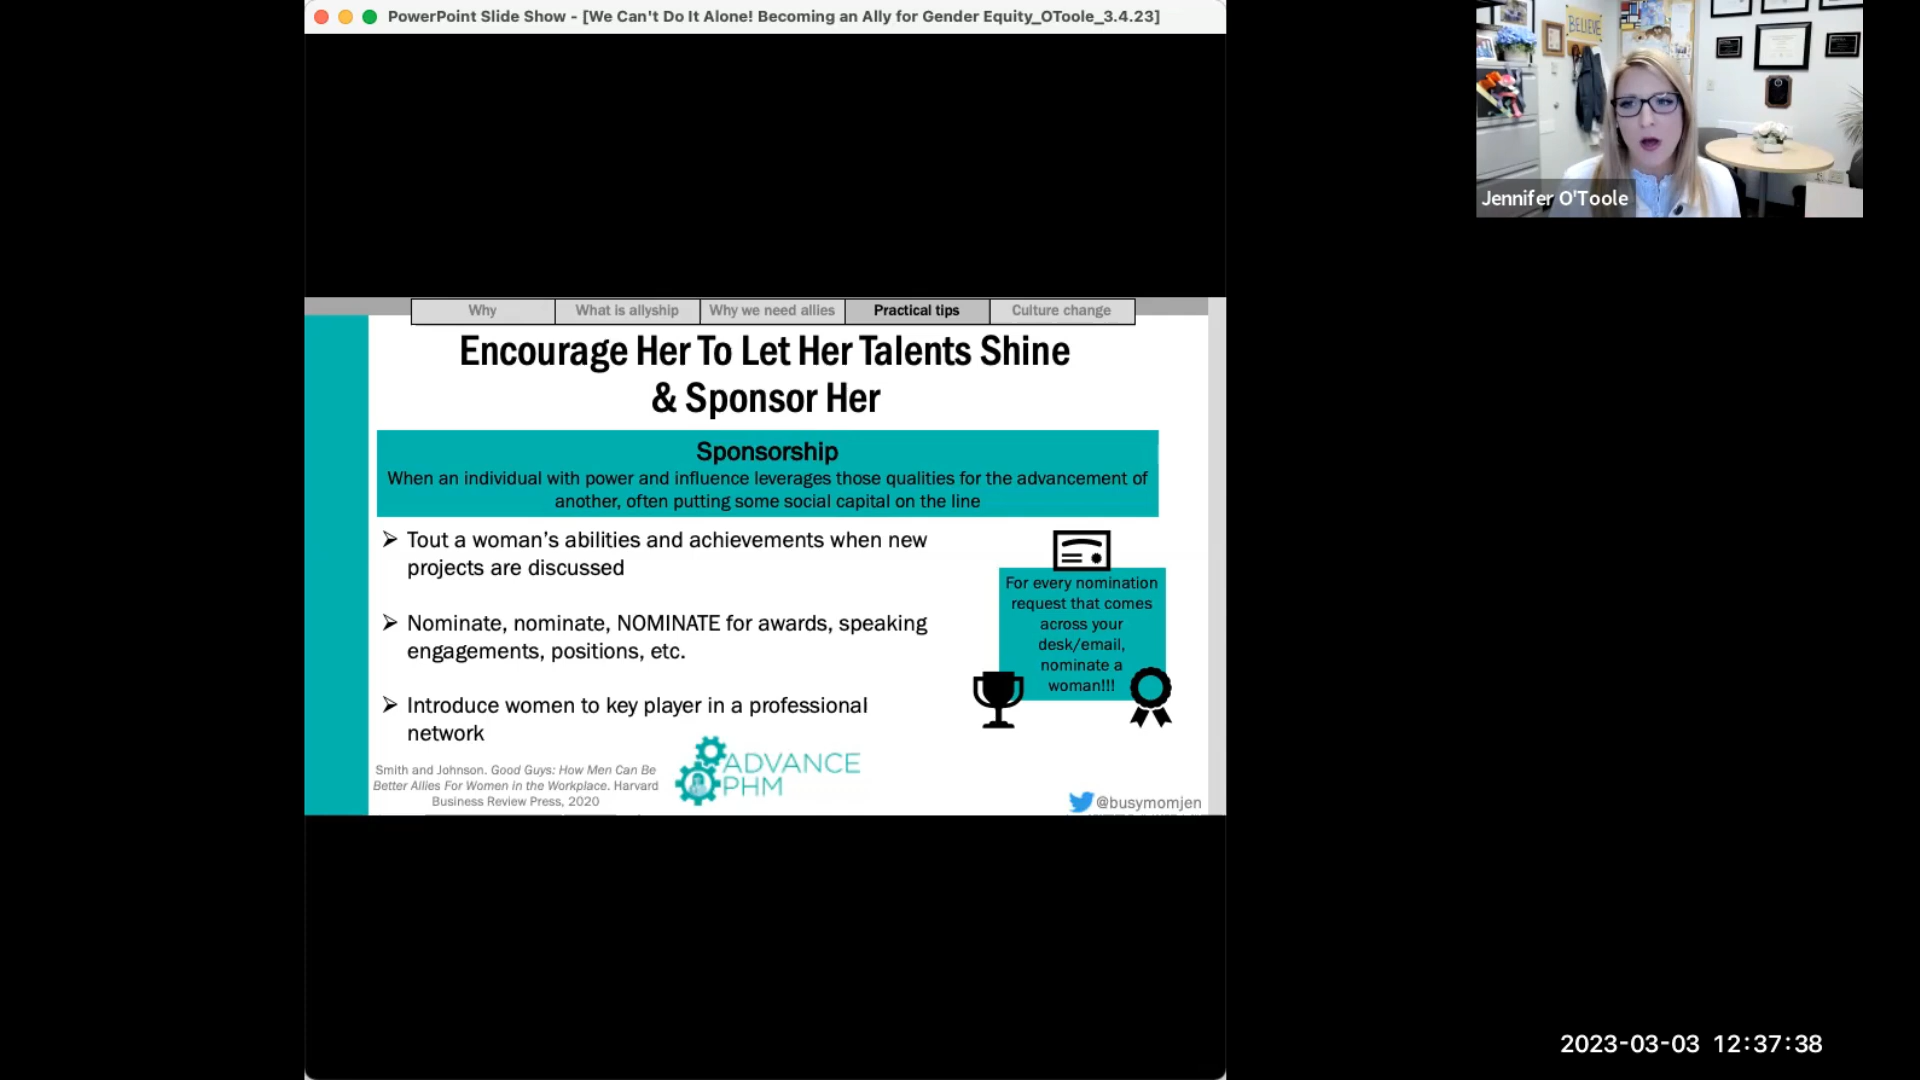 PowerPoint Slide Show - [We Can't Do It Alone! Becoming an Ally for Gender Equity_OToole_3.4.23]
BELIEVE
Jennifer O'Toole
Why
What is allyship
Why we need allies
Practical tips
Culture change
Encourage Her To Let Her Talents Shine
& Sponsor Her
Sponsorship
When an individual with power and influence leverages those qualities for the advancement of
another, often putting some social capital on the line
Tout a woman's abilities and achievements when new
projects are discussed
Nominate, nominate, NOMINATE for awards, speaking
engagements, positions, etc.
Introduce women to key player in a professional
network
For every nomination
request that comes
across your
desk/email,
nominate a
woman!!!
Smith and Johnson. Good Guys: How Men Can Be
Better Allies For Women in the Workplace. Harvard
Business Review Press, 2020
ADVANCE
PHM
@busymomjen
2023-03-03 12:37:38